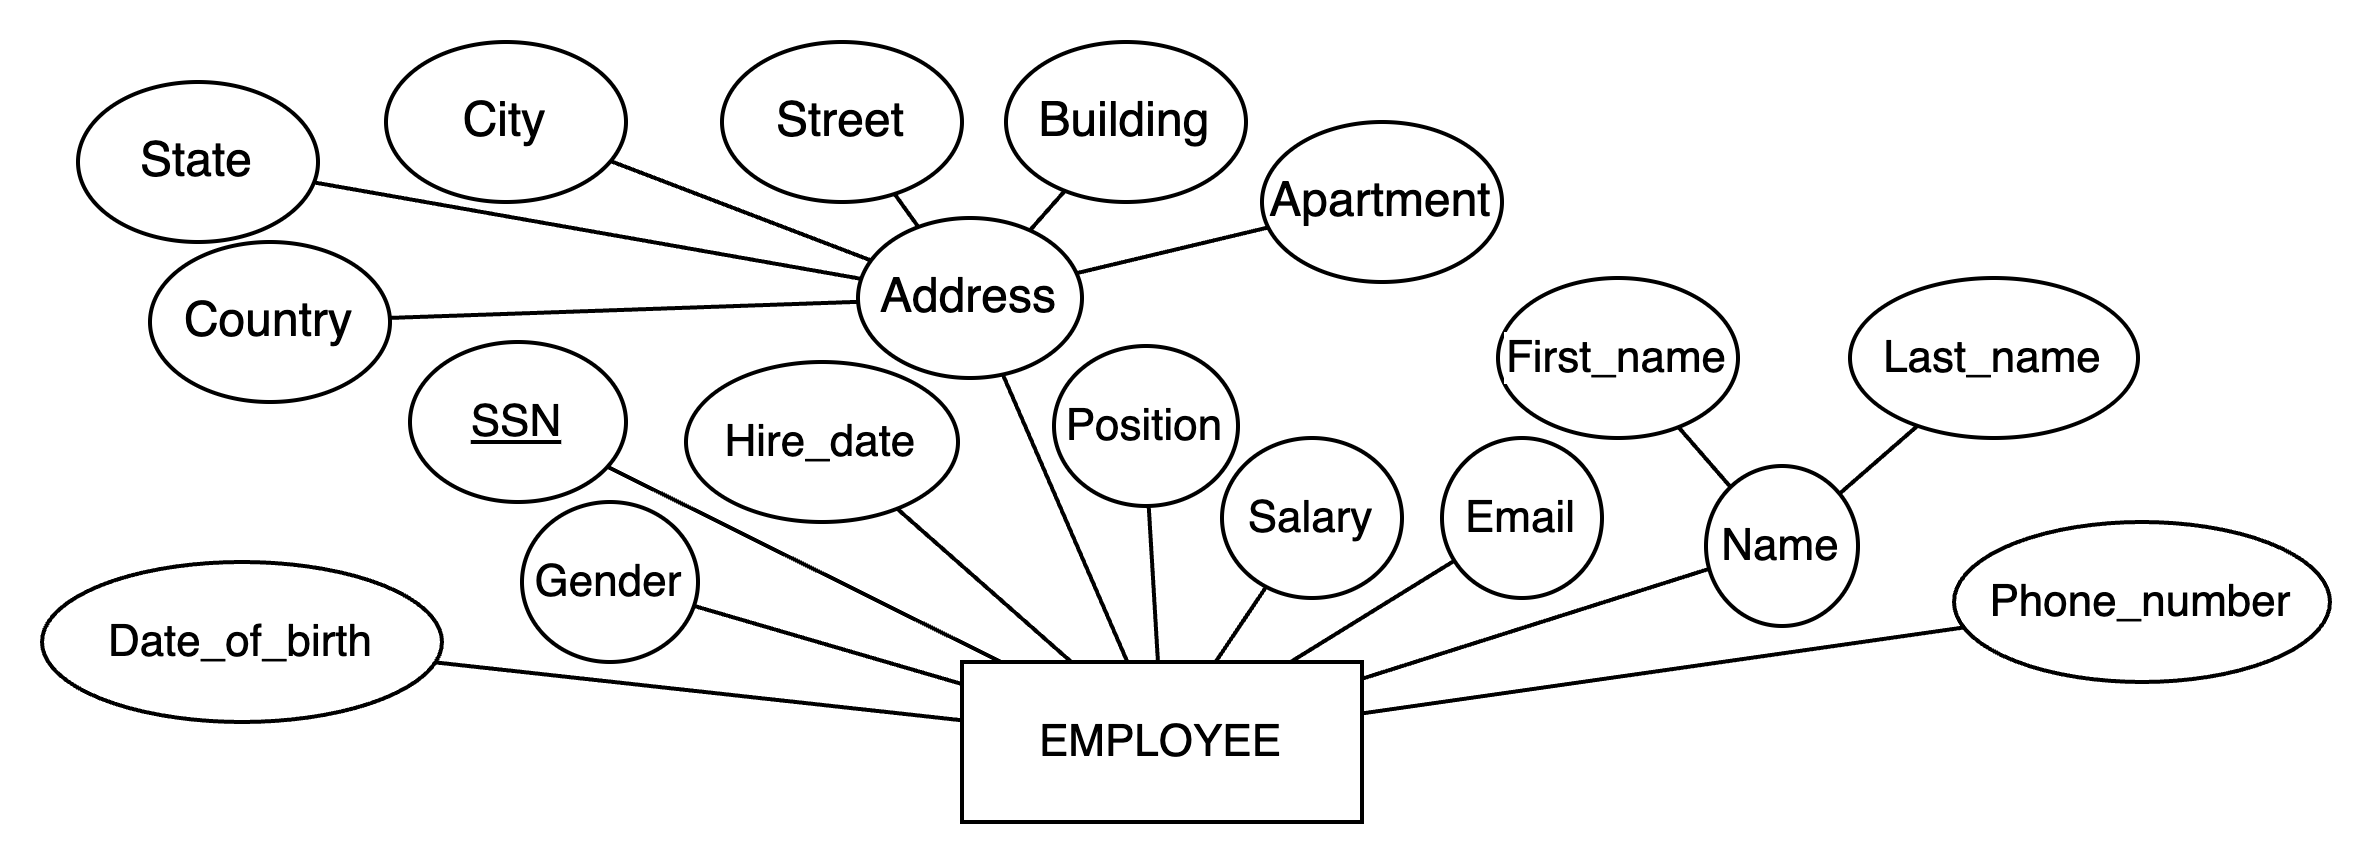 City
Street
Building
State
Apartment
Address
Country
First_name
Last_name
SSN
Hire_date
Position
Salary
Email
Name
Gender
Phone_number
Date_of_birth
EMPLOYEE